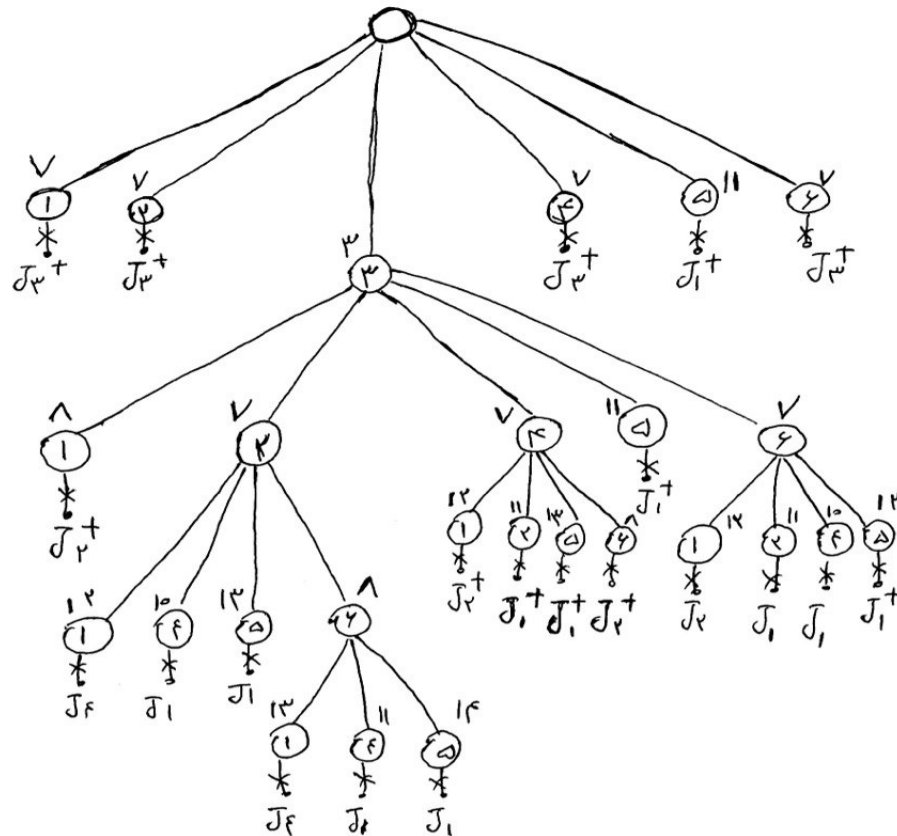 ۷ ۷ ۷ ۱۱ ۷
۱ ۲ ۴ ۵ ۶
J۳+ J۳+ J۳+ J۱+ J۳+
۳
۳
۸ ۷ ۷ ۱۱ ۷
۱ ۲ ۴ ۵ ۶
J۲+ J۱+
۱۲ ۱۱ ۱۳ ۸ ۱۲ ۱۱ ۱۰ ۱۳
۱ ۲ ۵ ۶ ۱ ۲ ۴ ۵
J۲+ J۱+ J۱+ J۲+ J۲ J۱ J۱ J۱+
۱۲ ۱۰ ۱۳ ۸
۱ ۴ ۵ ۶
J۴ J۱ J۱
۱۳ ۱۱ ۱۴
۱ ۴ ۵
J۴ J۱